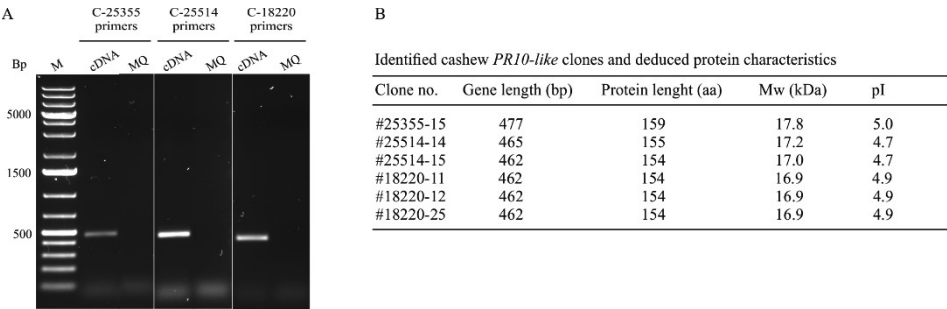 A
C-25355 C-25514 C-18220
primers primers primers
Bp M cDNA MQ cDNA MQ cDNA MQ
5000
1500
500
B
Identified cashew PR10-like clones and deduced protein characteristics
Clone no. Gene length (bp) Protein lenght (aa) Mw (kDa) pI
#25355-15 477 159 17.8 5.0
#25514-14 465 155 17.2 4.7
#25514-15 462 154 17.0 4.7
#18220-11 462 154 16.9 4.9
#18220-12 462 154 16.9 4.9
#18220-25 462 154 16.9 4.9